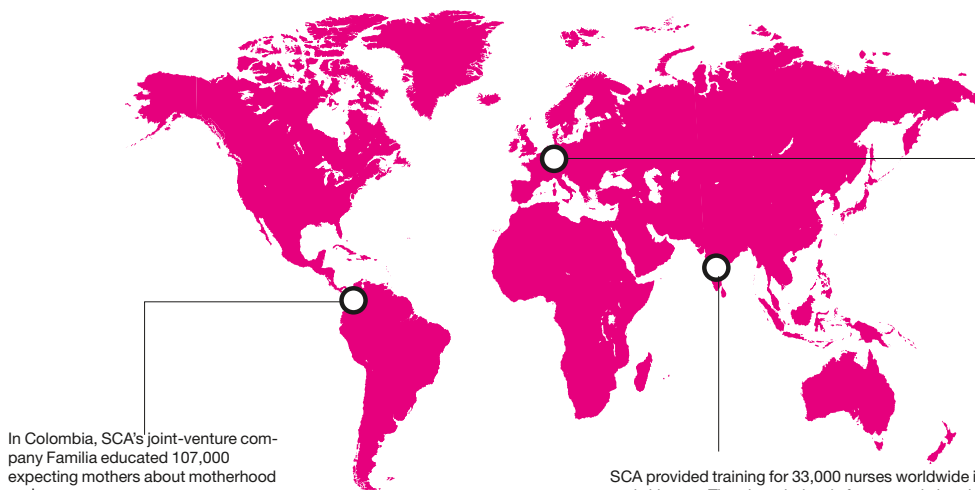 In Colombia, SCA's joint-venture com-
pany Familia educated 107,000
expecting mothers about motherhood
SCA provided training for 33,000 nurses worldwide